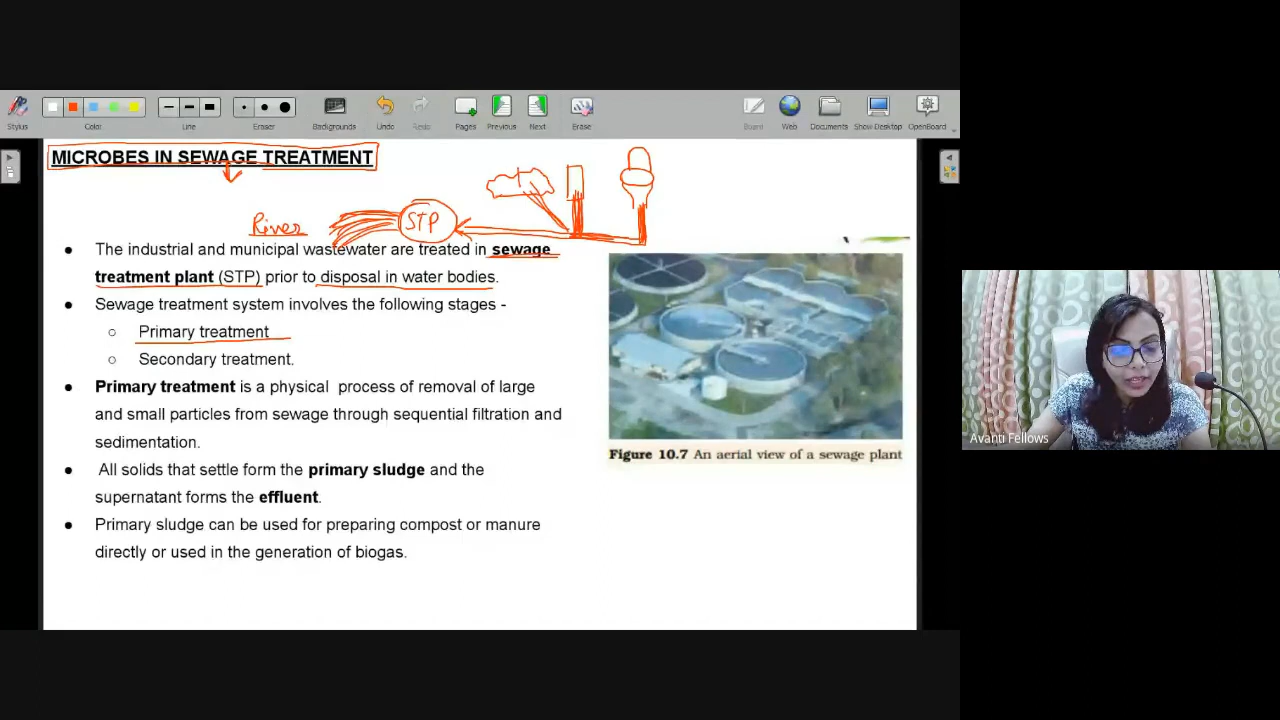 Stylus
Color
Line
Eraser
Backgrounds
Undo
Redo
Pages
Previous
Next
Erase
Board
Web
Documents
Show Desktop
OpenBoard
MICROBES IN SEWAGE TREATMENT
River
STP
● The industrial and municipal wastewater are treated in sewage
treatment plant (STP) prior to disposal in water bodies.
● Sewage treatment system involves the following stages -
○ Primary treatment
○ Secondary treatment.
● Primary treatment is a physical process of removal of large
and small particles from sewage through sequential filtration and
sedimentation.
● All solids that settle form the primary sludge and the
supernatant forms the effluent.
● Primary sludge can be used for preparing compost or manure
directly or used in the generation of biogas.
Figure 10.7 An aerial view of a sewage plant
Avanti Fellows